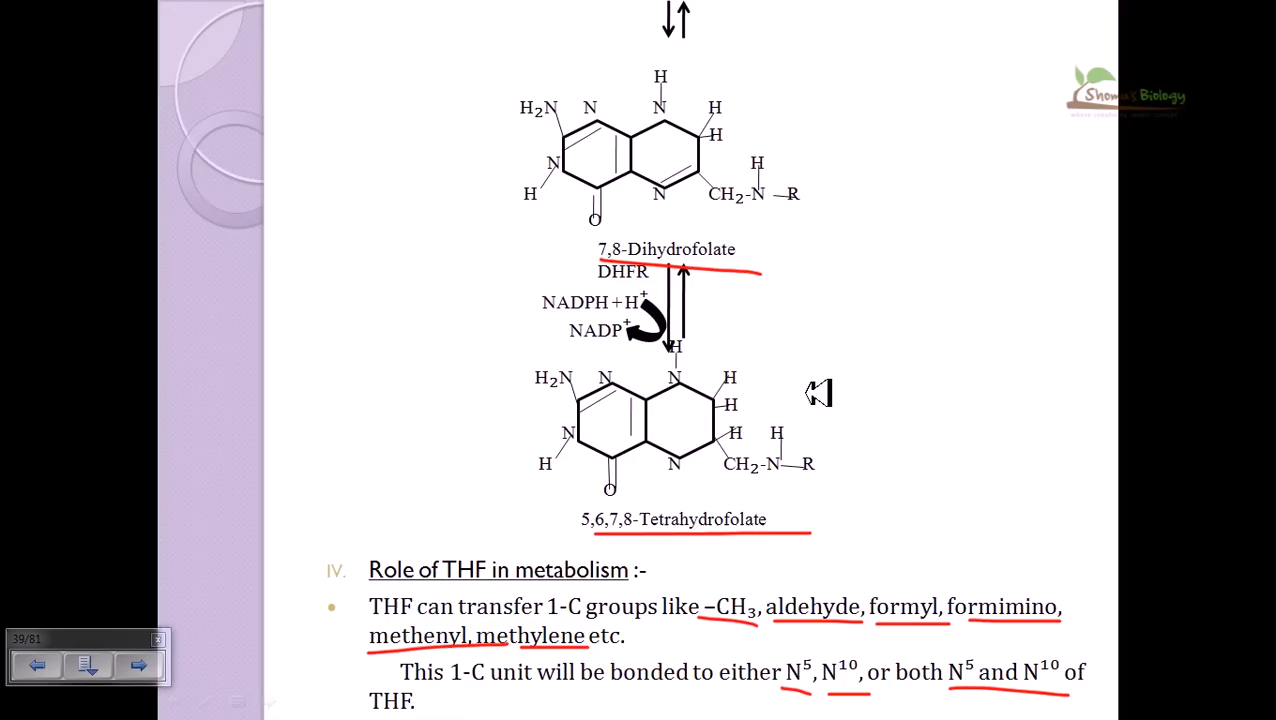 H
H₂N N N H
H
N H
H N CH₂-N R
O
7,8-Dihydrofolate
DHFR
NADPH + H⁺
NADP⁺
H
H₂N N N H
H
N H H
H N CH₂-N R
O
5,6,7,8-Tetrahydrofolate
IV. Role of THF in metabolism :-
• THF can transfer 1-C groups like –CH₃, aldehyde, formyl, formimino,
methenyl, methylene etc.
This 1-C unit will be bonded to either N⁵, N¹⁰, or both N⁵ and N¹⁰ of
THF.
Shomu's Biology
39/81